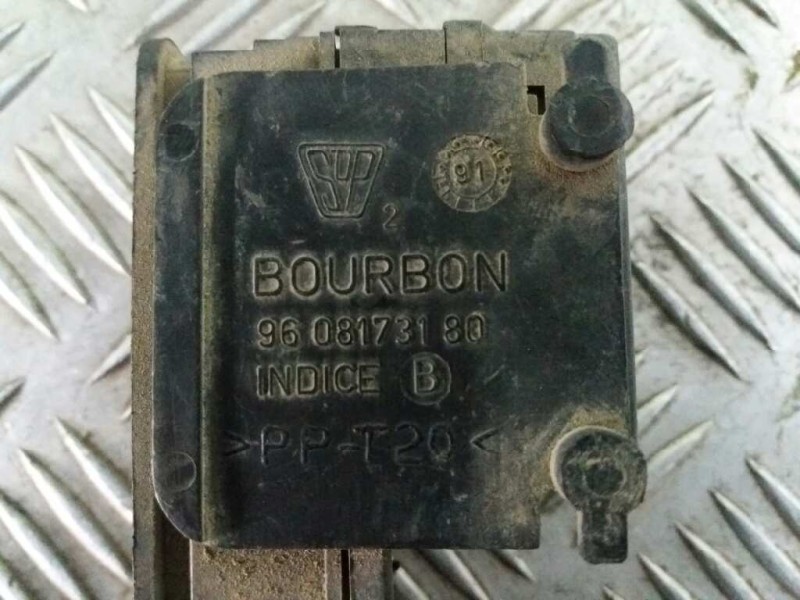 SOP
91
2
BOURBON
96 081731 80
INDICE B
>PP-T20<